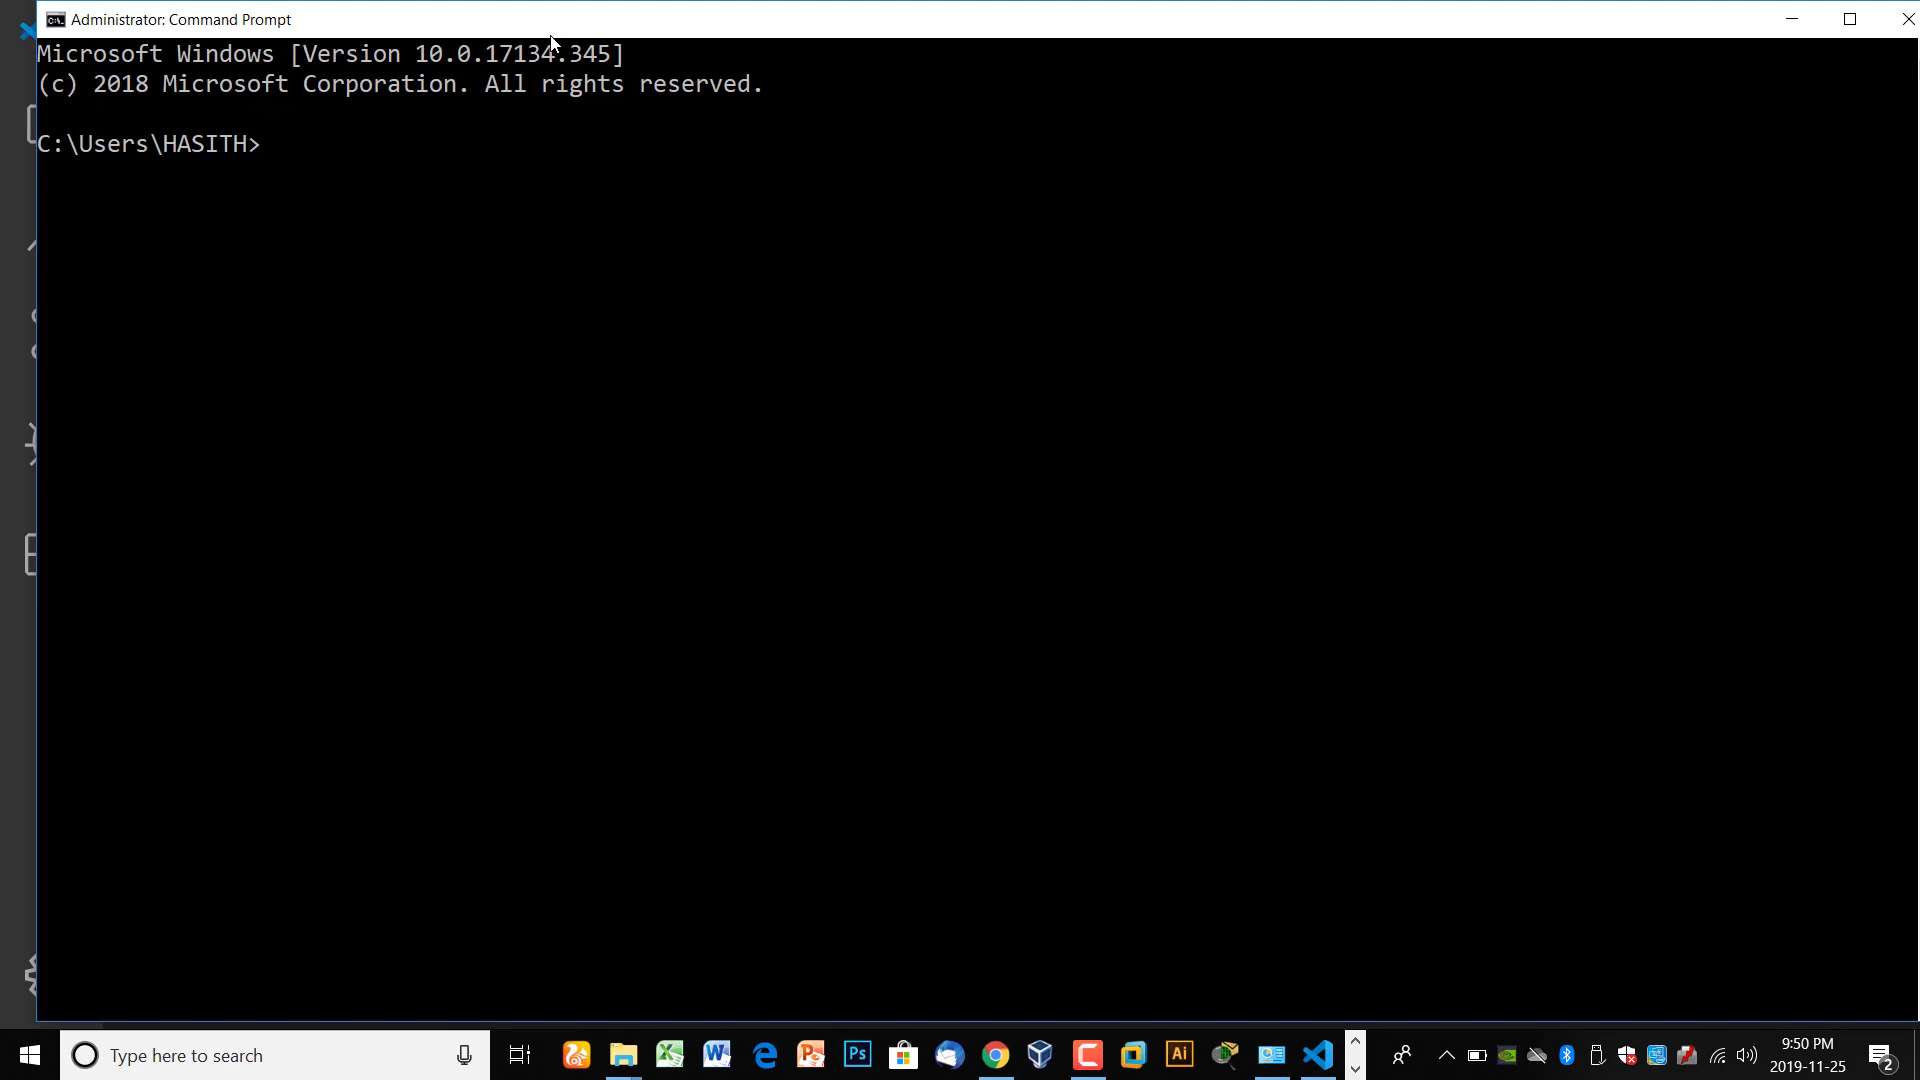 Administrator: Command Prompt
Microsoft Windows [Version 10.0.17134.345]
(c) 2018 Microsoft Corporation. All rights reserved.
C:\Users\HASITH>
Type here to search
Ps
Ai
9:50 PM
2019-11-25
2